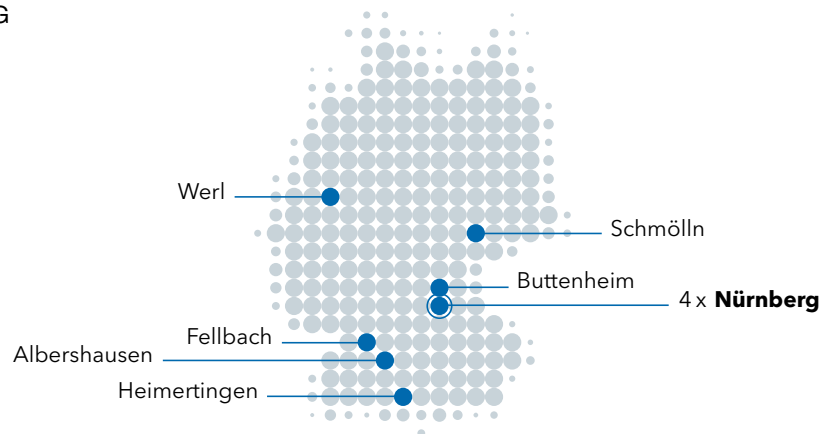 G
Werl
Schmölln
Buttenheim
4 x Nürnberg
Fellbach
Albershausen
Heimertingen